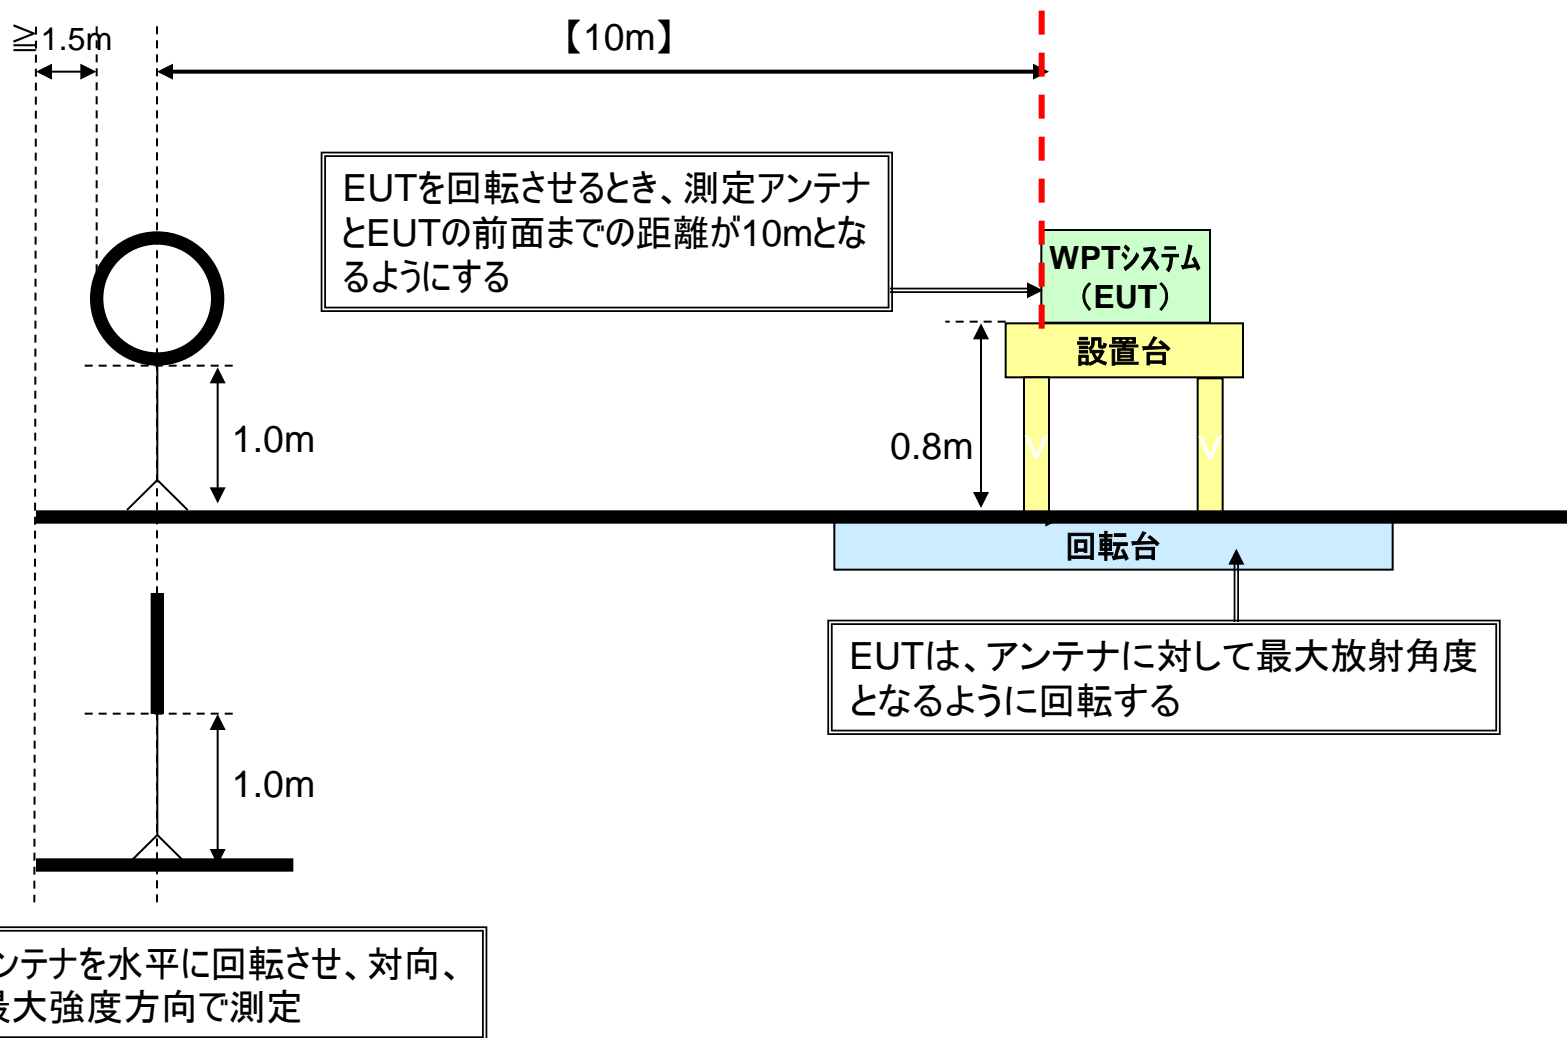 ≧1.5m
【10m】
EUTを回転させるとき、測定アンテナ
とEUTの前面までの距離が10mとな
るようにする
WPTシステム
（EUT）
設置台
1.0m
0.8m
V V
回転台
EUTは、アンテナに対して最大放射角度
となるように回転する
1.0m
ンテナを水平に回転させ、対向、
最大強度方向で測定